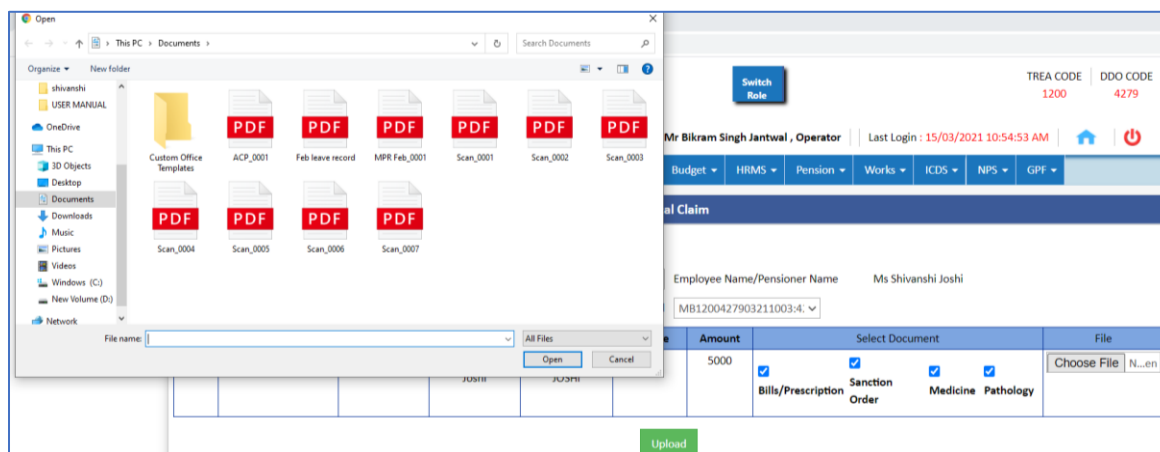 Open
This PC > Documents >
Search Documents
Organize
New folder
shivanshi
USER MANUAL
OneDrive
This PC
3D Objects
Desktop
Documents
Downloads
Music
Pictures
Videos
Windows (C:)
New Volume (D:)
Network
Custom Office Templates
PDF
ACP_0001
PDF
Feb leave record
PDF
MPR Feb_0001
PDF
Scan_0001
PDF
Scan_0002
PDF
Scan_0003
PDF
Scan_0004
PDF
Scan_0005
PDF
Scan_0006
PDF
Scan_0007
File name:
All Files
Open
Cancel
Switch Role
TREA CODE
1200
DDO CODE
4279
Mr Bikram Singh Jantwal , Operator
Last Login : 15/03/2021 10:54:53 AM
Budget
HRMS
Pension
Works
ICDS
NPS
GPF
al Claim
Employee Name/Pensioner Name
Ms Shivanshi Joshi
MB1200427903211003:4:
e
Amount
Select Document
File
Joshi
JOSHI
5000
Bills/Prescription
Sanction Order
Medicine
Pathology
Choose File
N...en
Upload